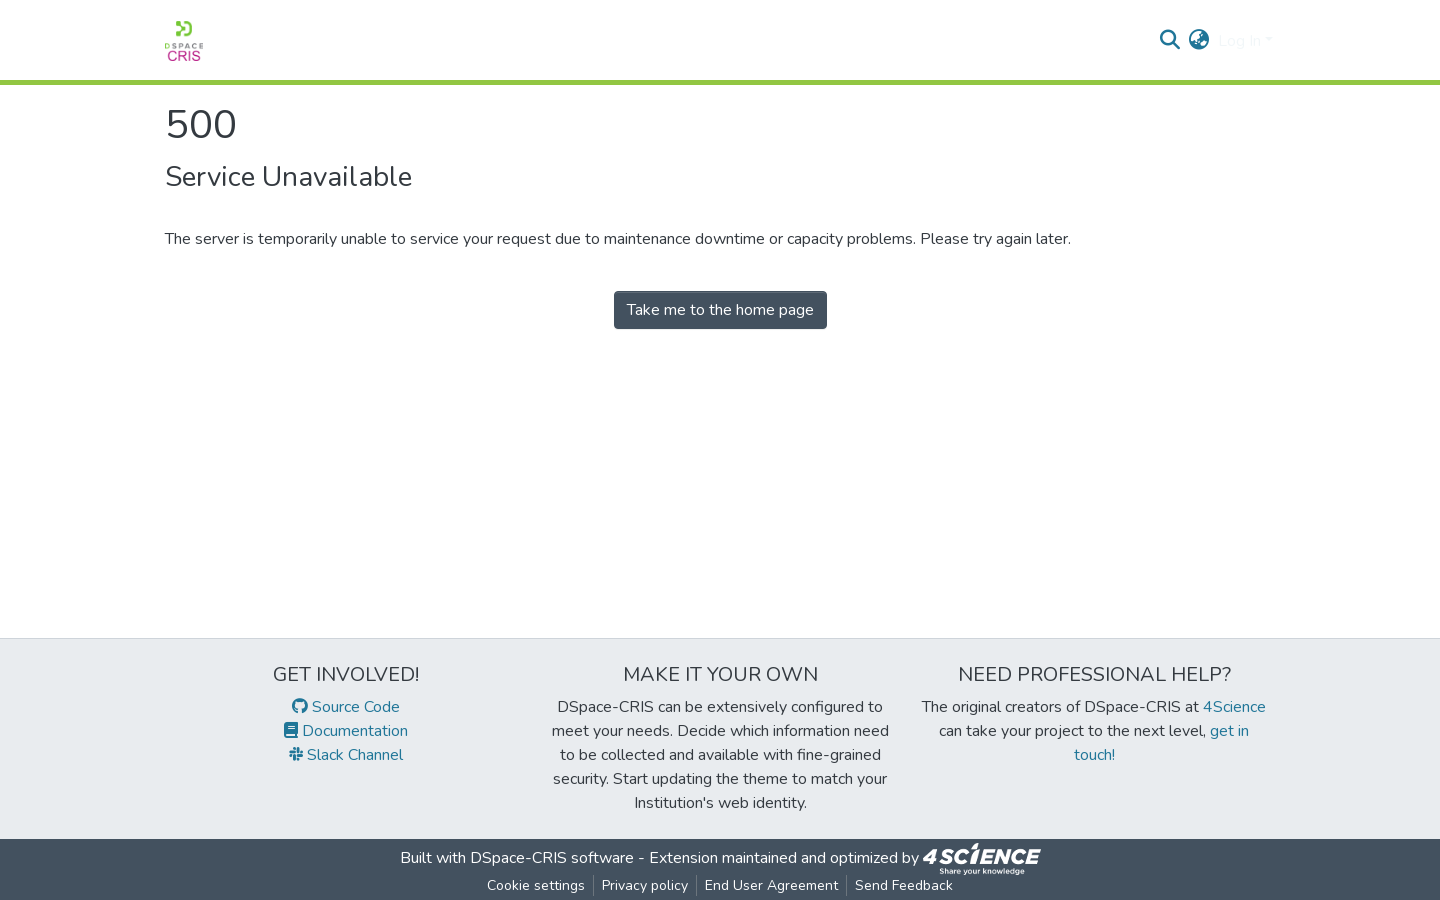 DSPACE
CRIS
Log In
500
Service Unavailable
The server is temporarily unable to service your request due to maintenance downtime or capacity problems. Please try again later.
Take me to the home page
GET INVOLVED!
Source Code
Documentation
Slack Channel
MAKE IT YOUR OWN
DSpace-CRIS can be extensively configured to
meet your needs. Decide which information need
to be collected and available with fine-grained
security. Start updating the theme to match your
Institution's web identity.
NEED PROFESSIONAL HELP?
The original creators of DSpace-CRIS at 4Science
can take your project to the next level, get in
touch!
Built with DSpace-CRIS software - Extension maintained and optimized by 4SCIENCE
Share your knowledge
Cookie settings
Privacy policy
End User Agreement
Send Feedback